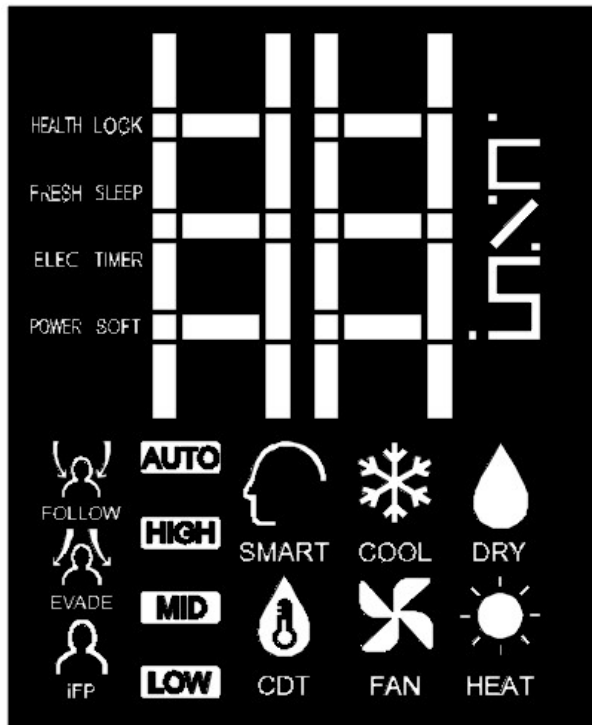 HEALTH LOCK
FRESH SLEEP
ELEC TIMER
POWER SOFT
FOLLOW
EVADE
iFP
AUTO
HIGH
MID
LOW
SMART COOL DRY
CDT FAN HEAT